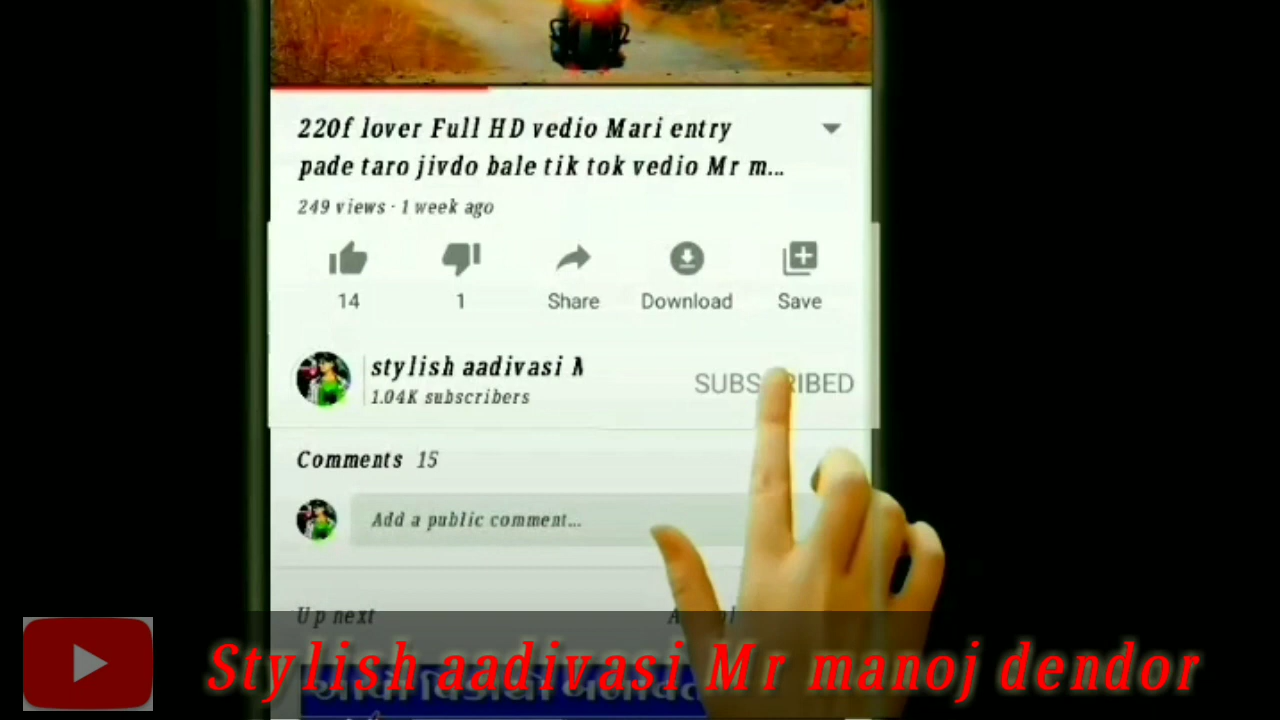 220f lover Full HD vedio Mari entry
pade taro jivdo bale tik tok vedio Mr m...
249 views · 1 week ago
14
1
Share
Download
Save
stylish aadivasi M
SUBSCRIBED
1.04K subscribers
Comments 15
Add a public comment...
Up next
Stylish aadivasi Mr manoj dendor